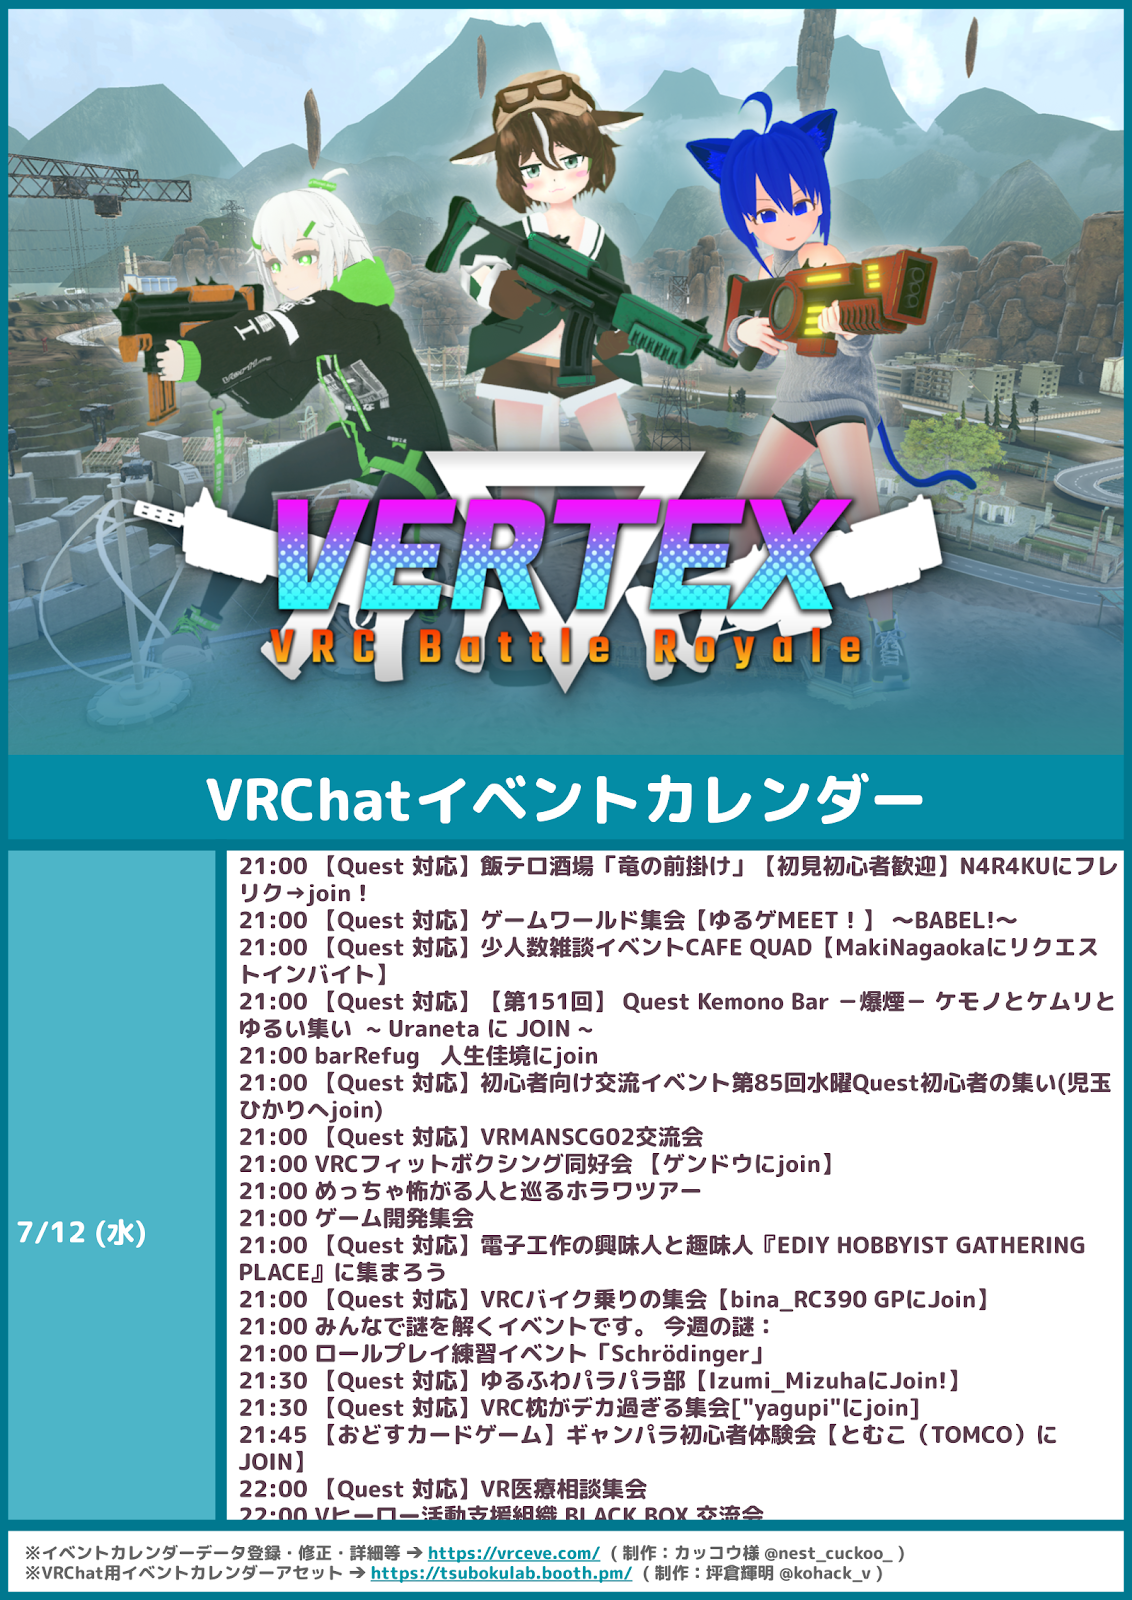 VERTEX
VRC Battle Royale
VRChatイベントカレンダー
7/12 (水)
21:00 【Quest 対応】飯テロ酒場「竜の前掛け」【初見初心者歓迎】N4R4KUにフレ
リク→join！
21:00 【Quest 対応】ゲームワールド集会【ゆるゲMEET！】 ～BABEL!～
21:00 【Quest 対応】少人数雑談イベントCAFE QUAD【MakiNagaokaにリクエス
トインバイト】
21:00 【Quest 対応】【第151回】 Quest Kemono Bar －爆煙－ ケモノとケムリと
ゆるい集い ~ Uraneta に JOIN ~
21:00 barRefug　人生佳境にjoin
21:00 【Quest 対応】初心者向け交流イベント第85回水曜Quest初心者の集い(児玉
ひかりへjoin)
21:00 【Quest 対応】VRMANSCG02交流会
21:00 VRCフィットボクシング同好会 【ゲンドウにjoin】
21:00 めっちゃ怖がる人と巡るホラワツアー
21:00 ゲーム開発集会
21:00 【Quest 対応】電子工作の興味人と趣味人『EDIY HOBBYIST GATHERING
PLACE』に集まろう
21:00 【Quest 対応】VRCバイク乗りの集会【bina_RC390 GPにJoin】
21:00 みんなで謎を解くイベントです。 今週の謎：
21:00 ロールプレイ練習イベント「Schrödinger」
21:30 【Quest 対応】ゆるふわパラパラ部【Izumi_MizuhaにJoin!】
21:30 【Quest 対応】VRC枕がデカ過ぎる集会["yagupi"にjoin]
21:45 【おどすカードゲーム】ギャンパラ初心者体験会【とむこ（TOMCO）に
JOIN】
22:00 【Quest 対応】VR医療相談集会
22:00 Vヒーロー活動支援組織 BLACK BOX 交流会
※イベントカレンダーデータ登録・修正・詳細等 → https://vrceve.com/ ( 制作：カッコウ様 @nest_cuckoo_ )
※VRChat用イベントカレンダーアセット → https://tsubokulab.booth.pm/ ( 制作：坪倉輝明 @kohack_v )